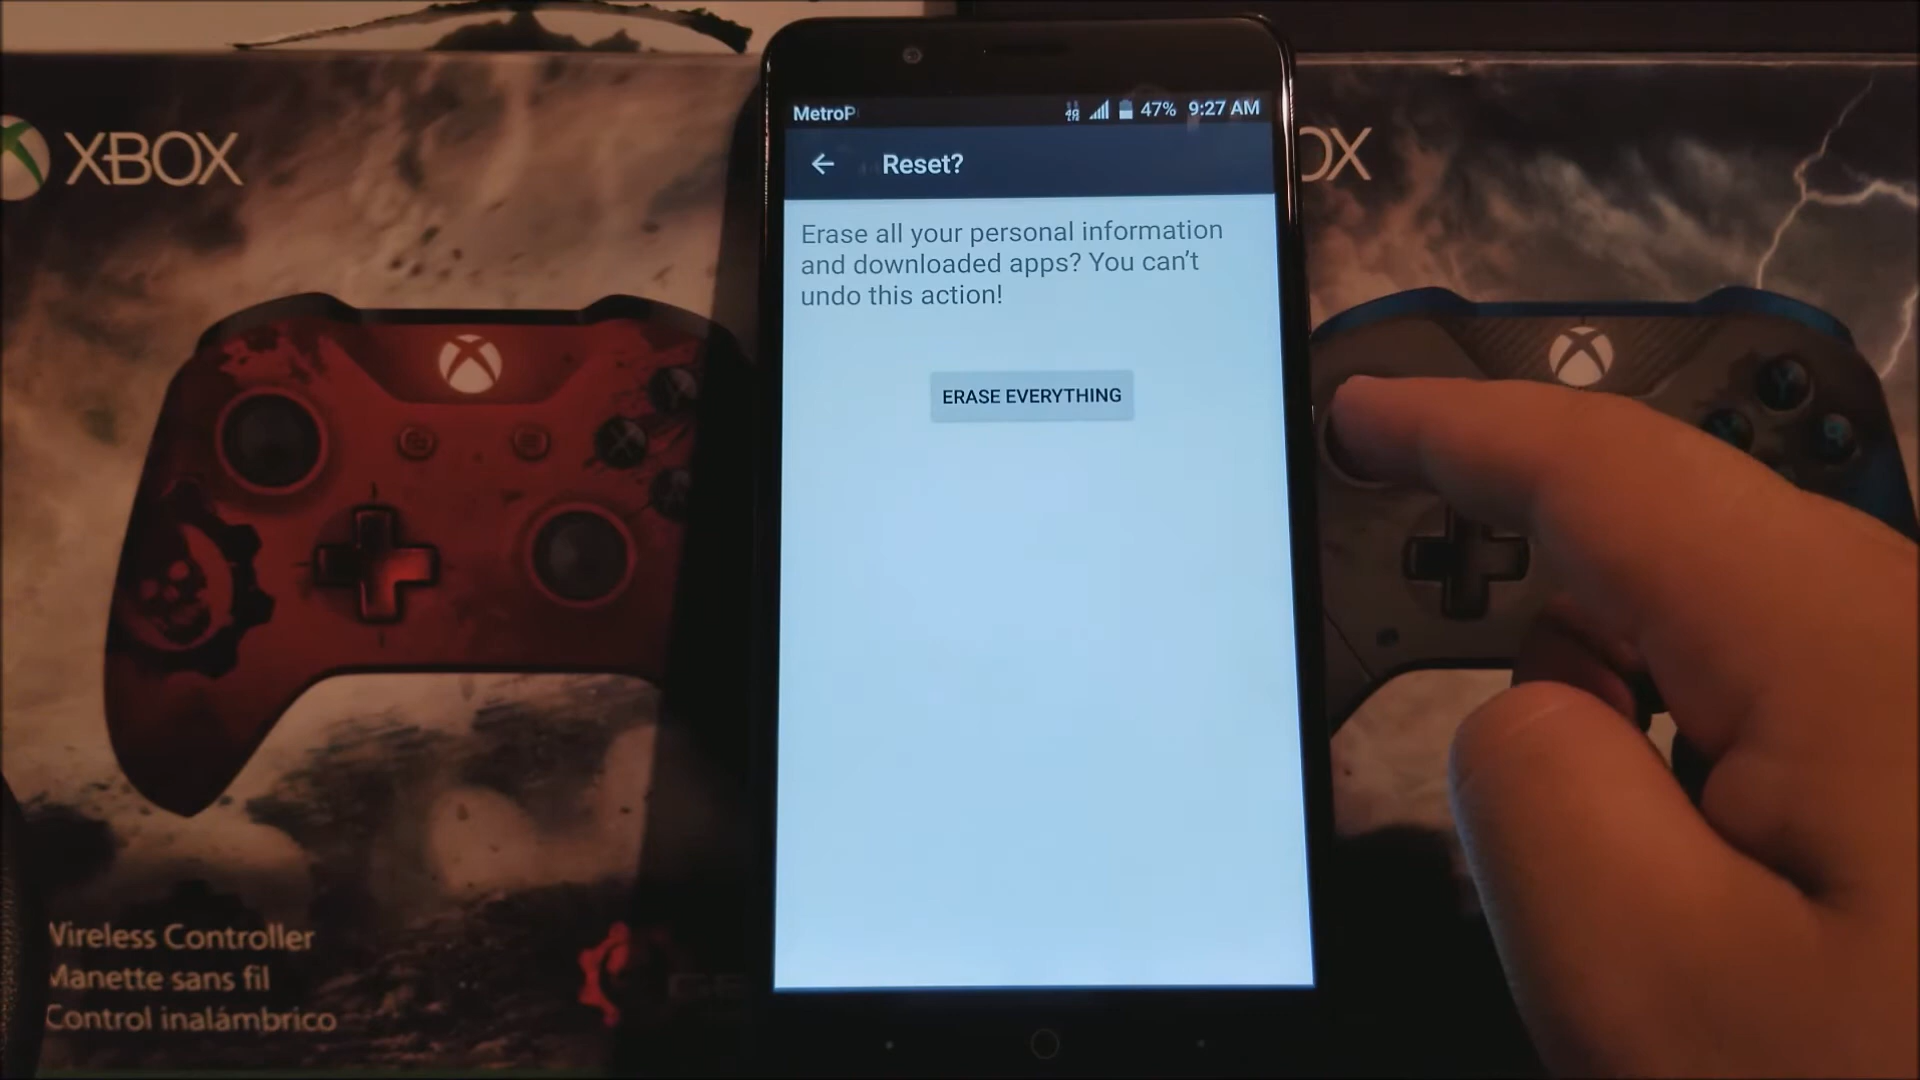 XBOX
MetroP
47% 9:27 AM
Reset?
Erase all your personal information
and downloaded apps? You can't
undo this action!
ERASE EVERYTHING
OX
Wireless Controller
Manette sans fil
Control inalámbrico